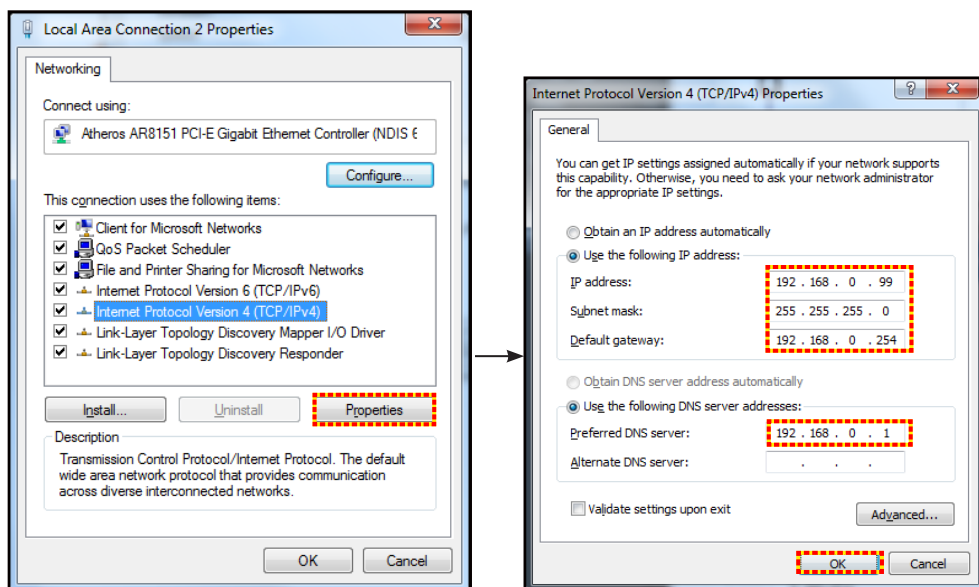 Local Area Connection 2 Properties
Networking
Connect using:
Atheros AR8151 PCI-E Gigabit Ethernet Controller (NDIS 6
Configure...
This connection uses the following items:
Client for Microsoft Networks
QoS Packet Scheduler
File and Printer Sharing for Microsoft Networks
Internet Protocol Version 6 (TCP/IPv6)
Internet Protocol Version 4 (TCP/IPv4)
Link-Layer Topology Discovery Mapper I/O Driver
Link-Layer Topology Discovery Responder
Install...
Uninstall
Properties
Description
Transmission Control Protocol/Internet Protocol. The default
wide area network protocol that provides communication
across diverse interconnected networks.
OK
Cancel
Internet Protocol Version 4 (TCP/IPv4) Properties
General
You can get IP settings assigned automatically if your network supports
this capability. Otherwise, you need to ask your network administrator
for the appropriate IP settings.
Obtain an IP address automatically
Use the following IP address:
IP address: 192 . 168 . 0 . 99
Subnet mask: 255 . 255 . 255 . 0
Default gateway: 192 . 168 . 0 . 254
Obtain DNS server address automatically
Use the following DNS server addresses:
Preferred DNS server: 192 . 168 . 0 . 1
Alternate DNS server: . . .
Validate settings upon exit
Advanced...
OK
Cancel